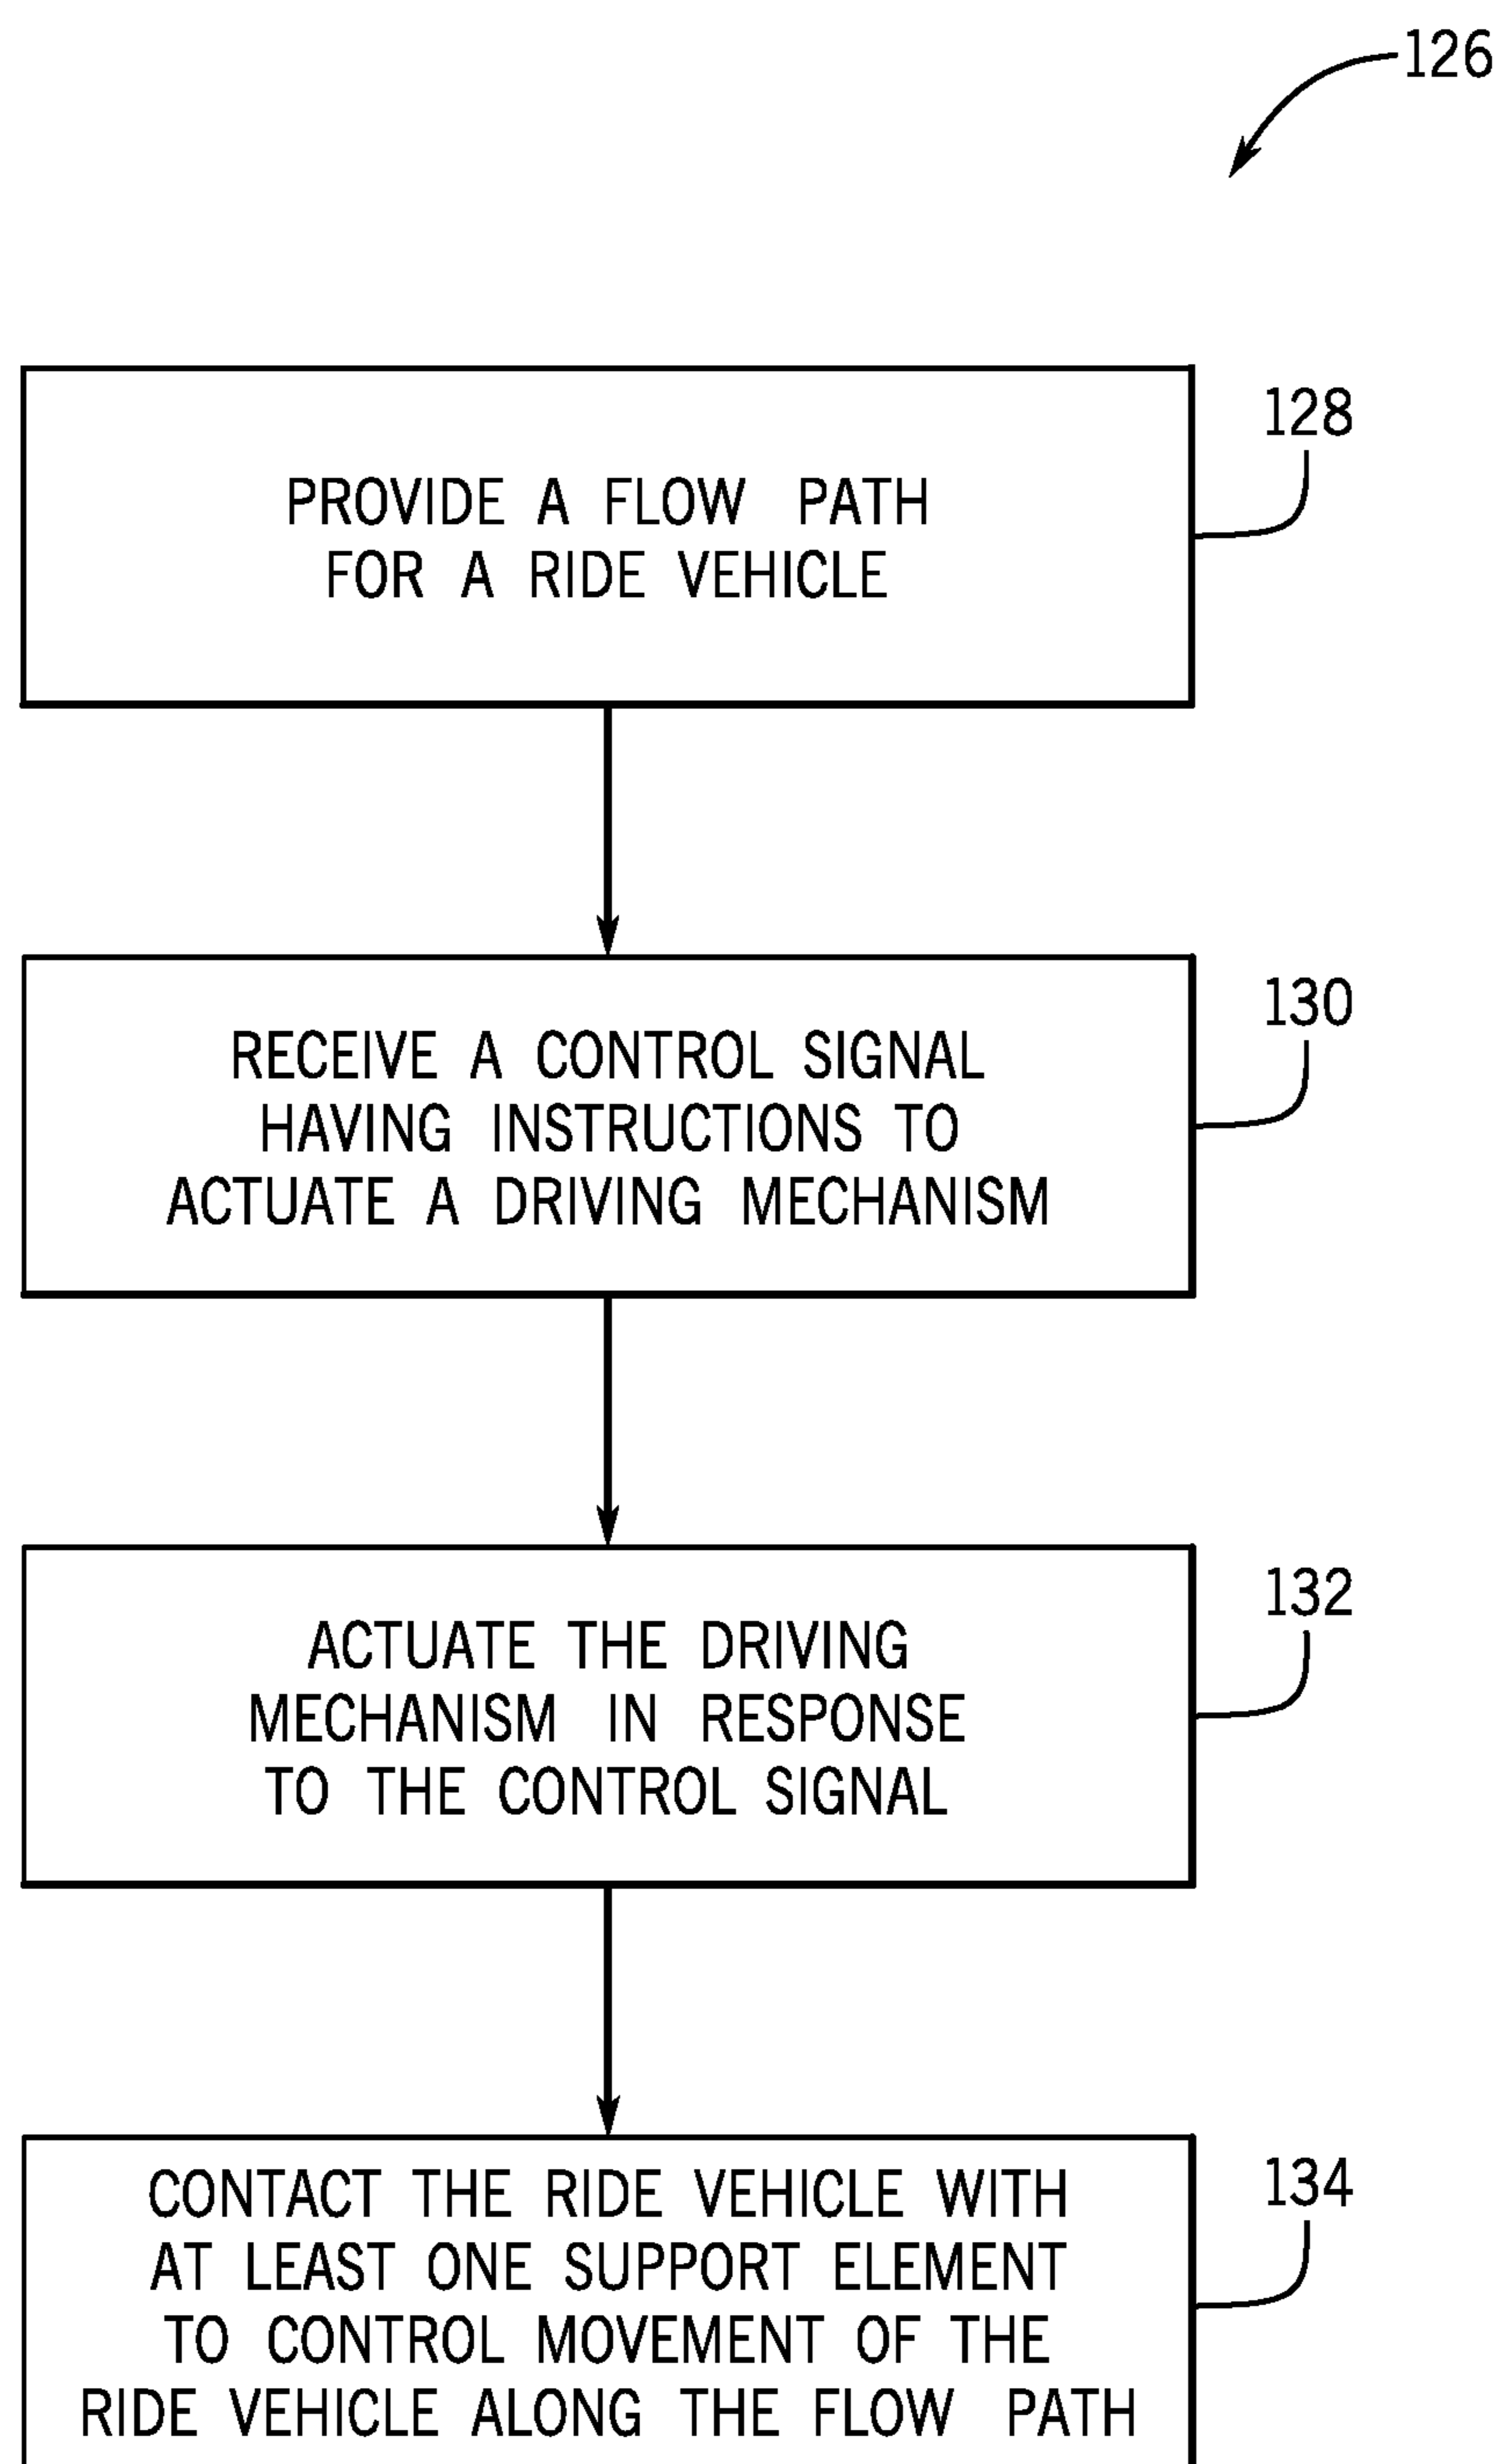 126
128
PROVIDE A FLOW PATH
FOR A RIDE VEHICLE
130
RECEIVE A CONTROL SIGNAL
HAVING INSTRUCTIONS TO
ACTUATE A DRIVING MECHANISM
132
ACTUATE THE DRIVING
MECHANISM IN RESPONSE
TO THE CONTROL SIGNAL
134
CONTACT THE RIDE VEHICLE WITH
AT LEAST ONE SUPPORT ELEMENT
TO CONTROL MOVEMENT OF THE
RIDE VEHICLE ALONG THE FLOW PATH